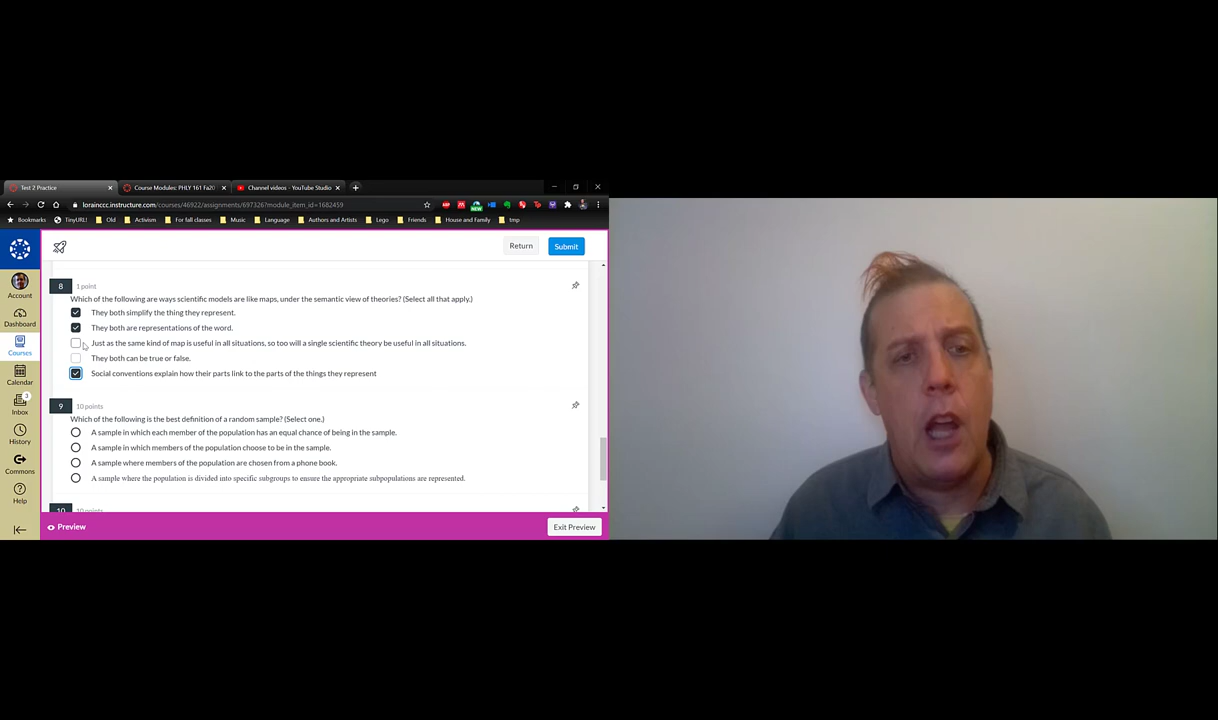 Test 2 Practice
Course Modules: PHLY 161 Fa20
Channel videos - YouTube Studio
lorainccc.instructure.com/courses/46922/assignments/697326?module_item_id=1682459
Bookmarks TinyURL! Old Activism For fall classes Music Language Authors and Artists Lego Friends House and Family tmp
Account
Dashboard
Courses
Calendar
3
Inbox
History
Commons
Help
Return
Submit
8
1 point
Which of the following are ways scientific models are like maps, under the semantic view of theories? (Select all that apply.)
They both simplify the thing they represent.
They both are representations of the word.
Just as the same kind of map is useful in all situations, so too will a single scientific theory be useful in all situations.
They both can be true or false.
Social conventions explain how their parts link to the parts of the things they represent
9
10 points
Which of the following is the best definition of a random sample? (Select one.)
A sample in which each member of the population has an equal chance of being in the sample.
A sample in which members of the population choose to be in the sample.
A sample where members of the population are chosen from a phone book.
A sample where the population is divided into specific subgroups to ensure the appropriate subpopulations are represented.
10
10 points
Preview
Exit Preview